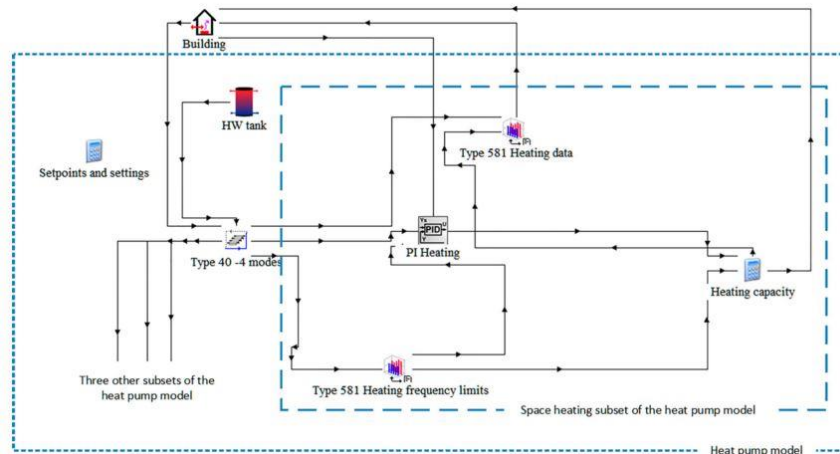 Building
HW tank
Setpoints and settings
Type 581 Heating data
Type 40 -4 modes
PID
PI Heating
Heating capacity
Three other subsets of the
heat pump model
Type 581 Heating frequency limits
Space heating subset of the heat pump model
Heat pump model